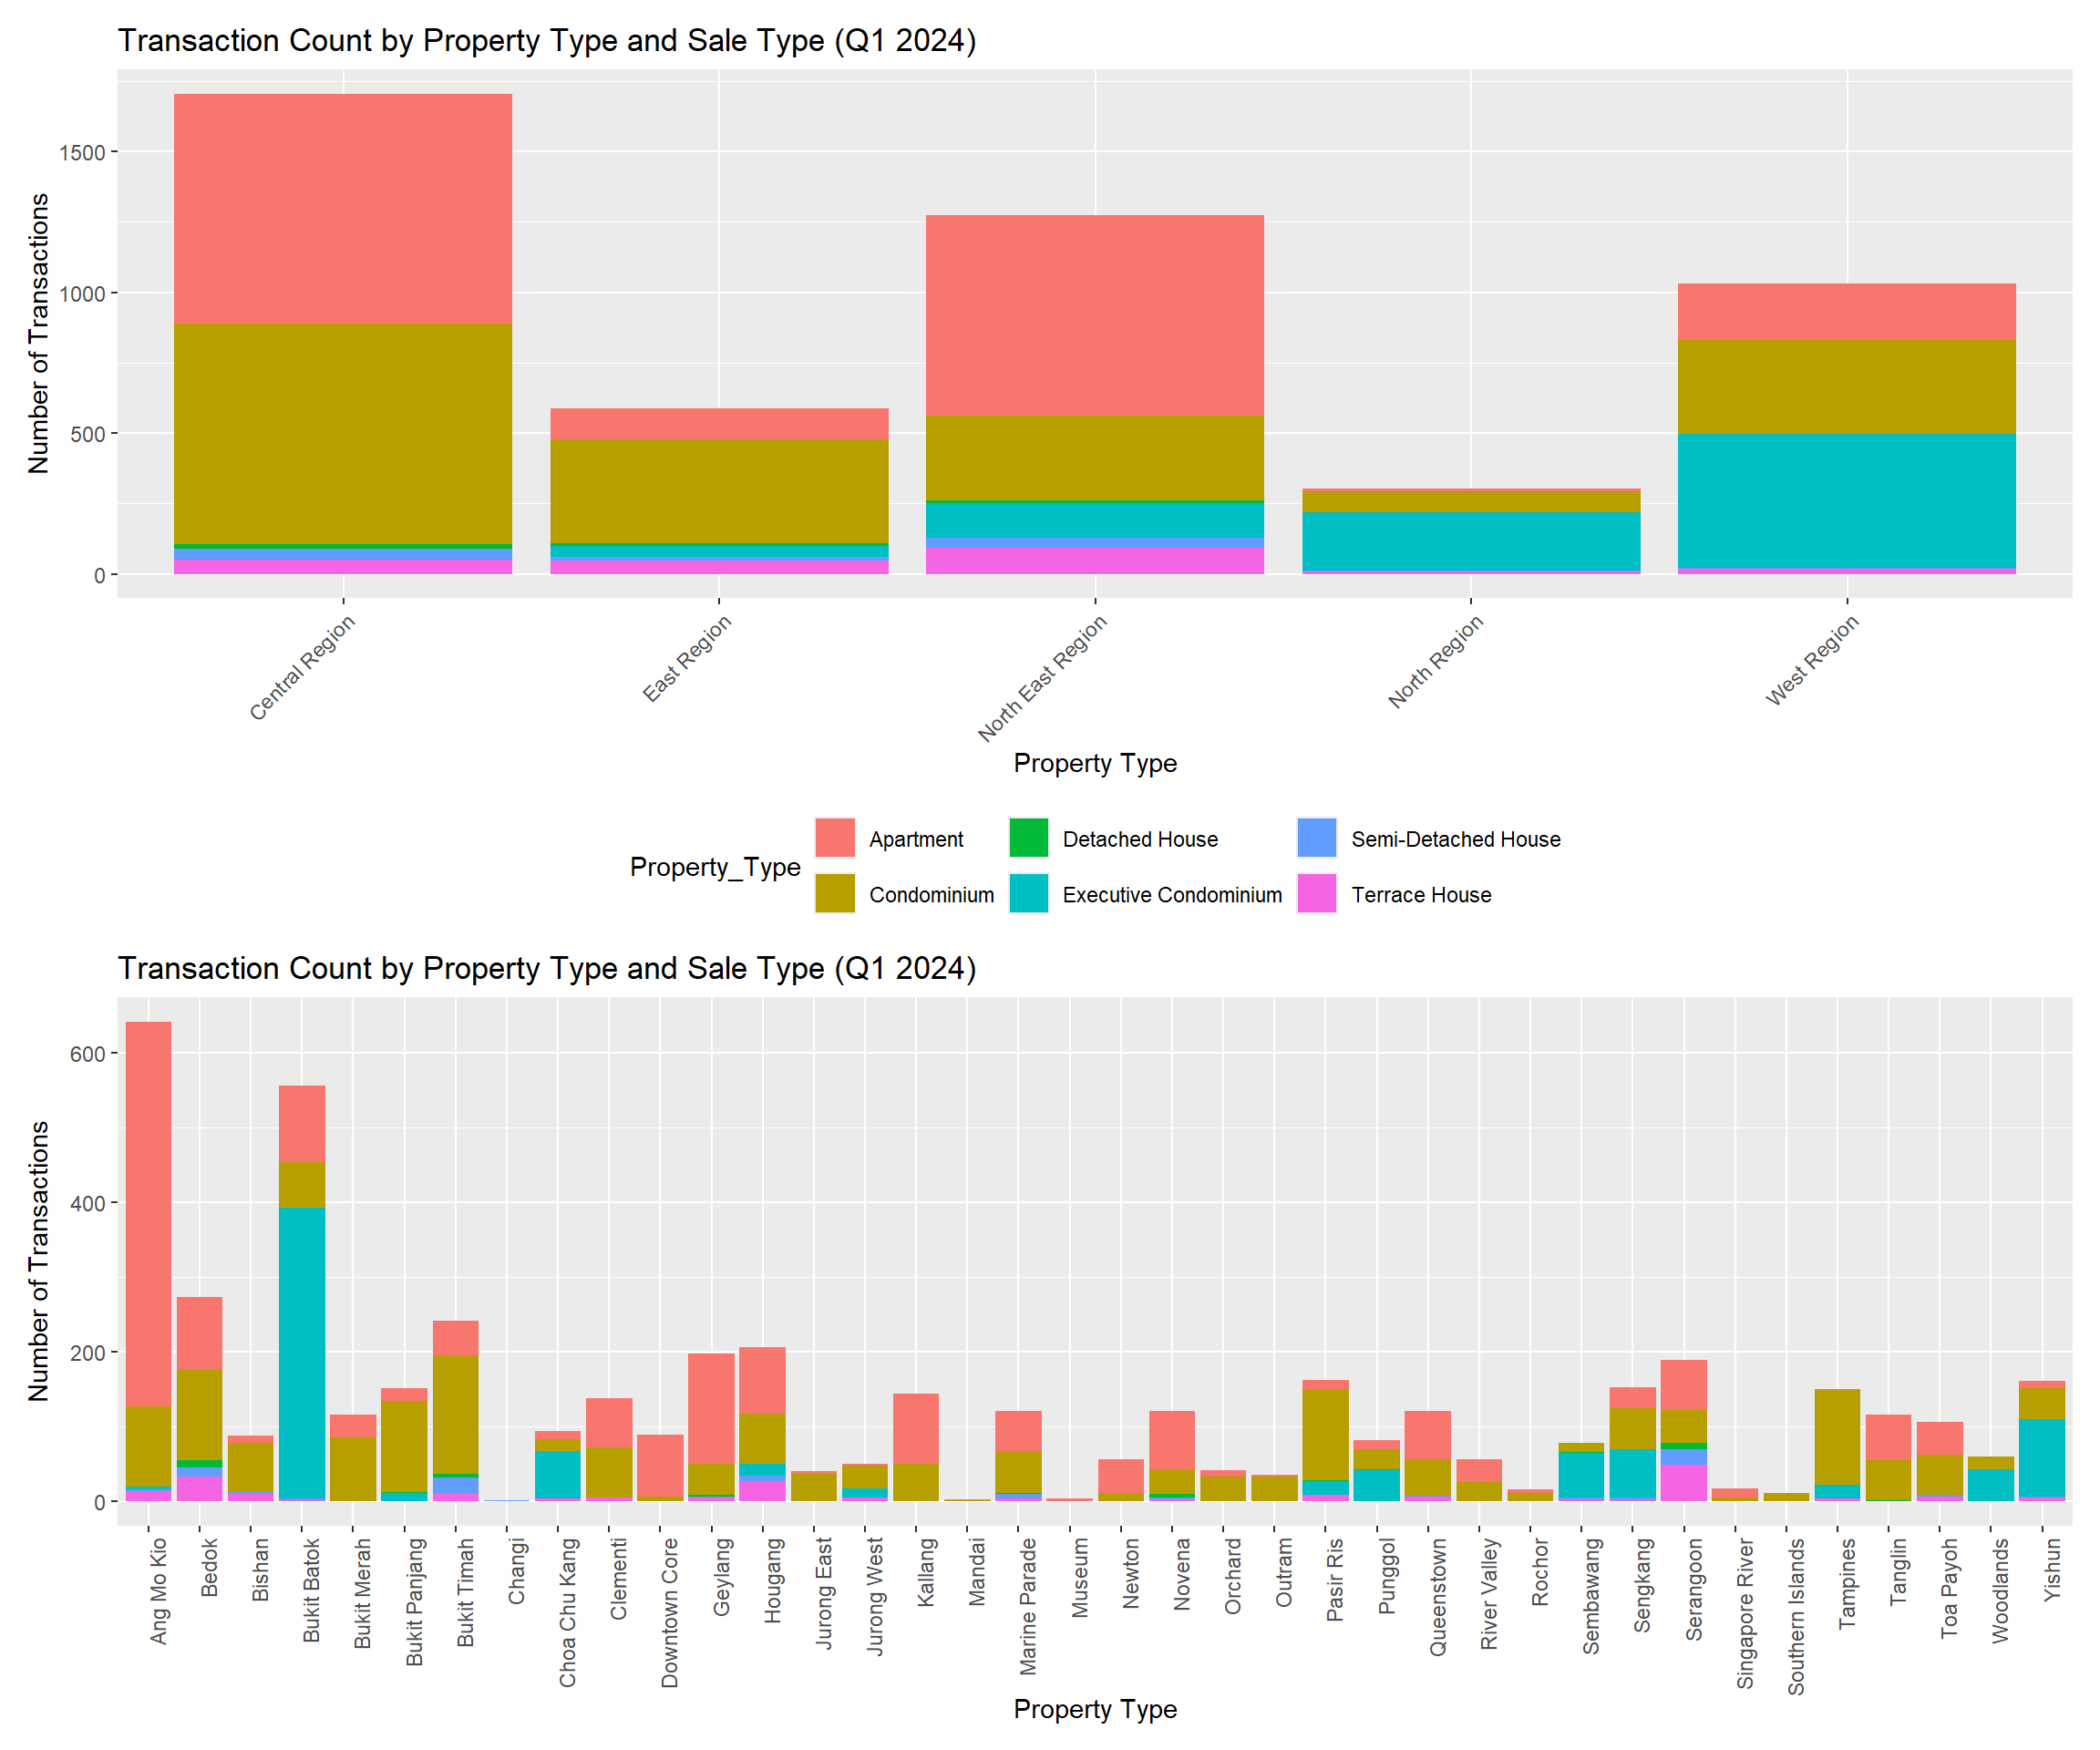 Transaction Count by Property Type and Sale Type (Q1 2024)
Number of Transactions
1500
1000
500
0
Central Region
East Region
North East Region
North Region
West Region
Property Type
Property_Type
Apartment
Detached House
Semi-Detached House
Condominium
Executive Condominium
Terrace House
Transaction Count by Property Type and Sale Type (Q1 2024)
Number of Transactions
600
400
200
0
Ang Mo Kio
Bedok
Bishan
Bukit Batok
Bukit Merah
Bukit Panjang
Bukit Timah
Changi
Choa Chu Kang
Clementi
Downtown Core
Geylang
Hougang
Jurong East
Jurong West
Kallang
Mandai
Marine Parade
Museum
Newton
Novena
Orchard
Outram
Pasir Ris
Punggol
Queenstown
River Valley
Rochor
Sembawang
Sengkang
Serangoon
Singapore River
Southern Islands
Tampines
Tanglin
Toa Payoh
Woodlands
Yishun
Property Type